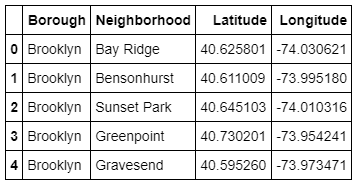 Borough Neighborhood Latitude Longitude
0 Brooklyn Bay Ridge 40.625801 -74.030621
1 Brooklyn Bensonhurst 40.611009 -73.995180
2 Brooklyn Sunset Park 40.645103 -74.010316
3 Brooklyn Greenpoint 40.730201 -73.954241
4 Brooklyn Gravesend 40.595260 -73.973471